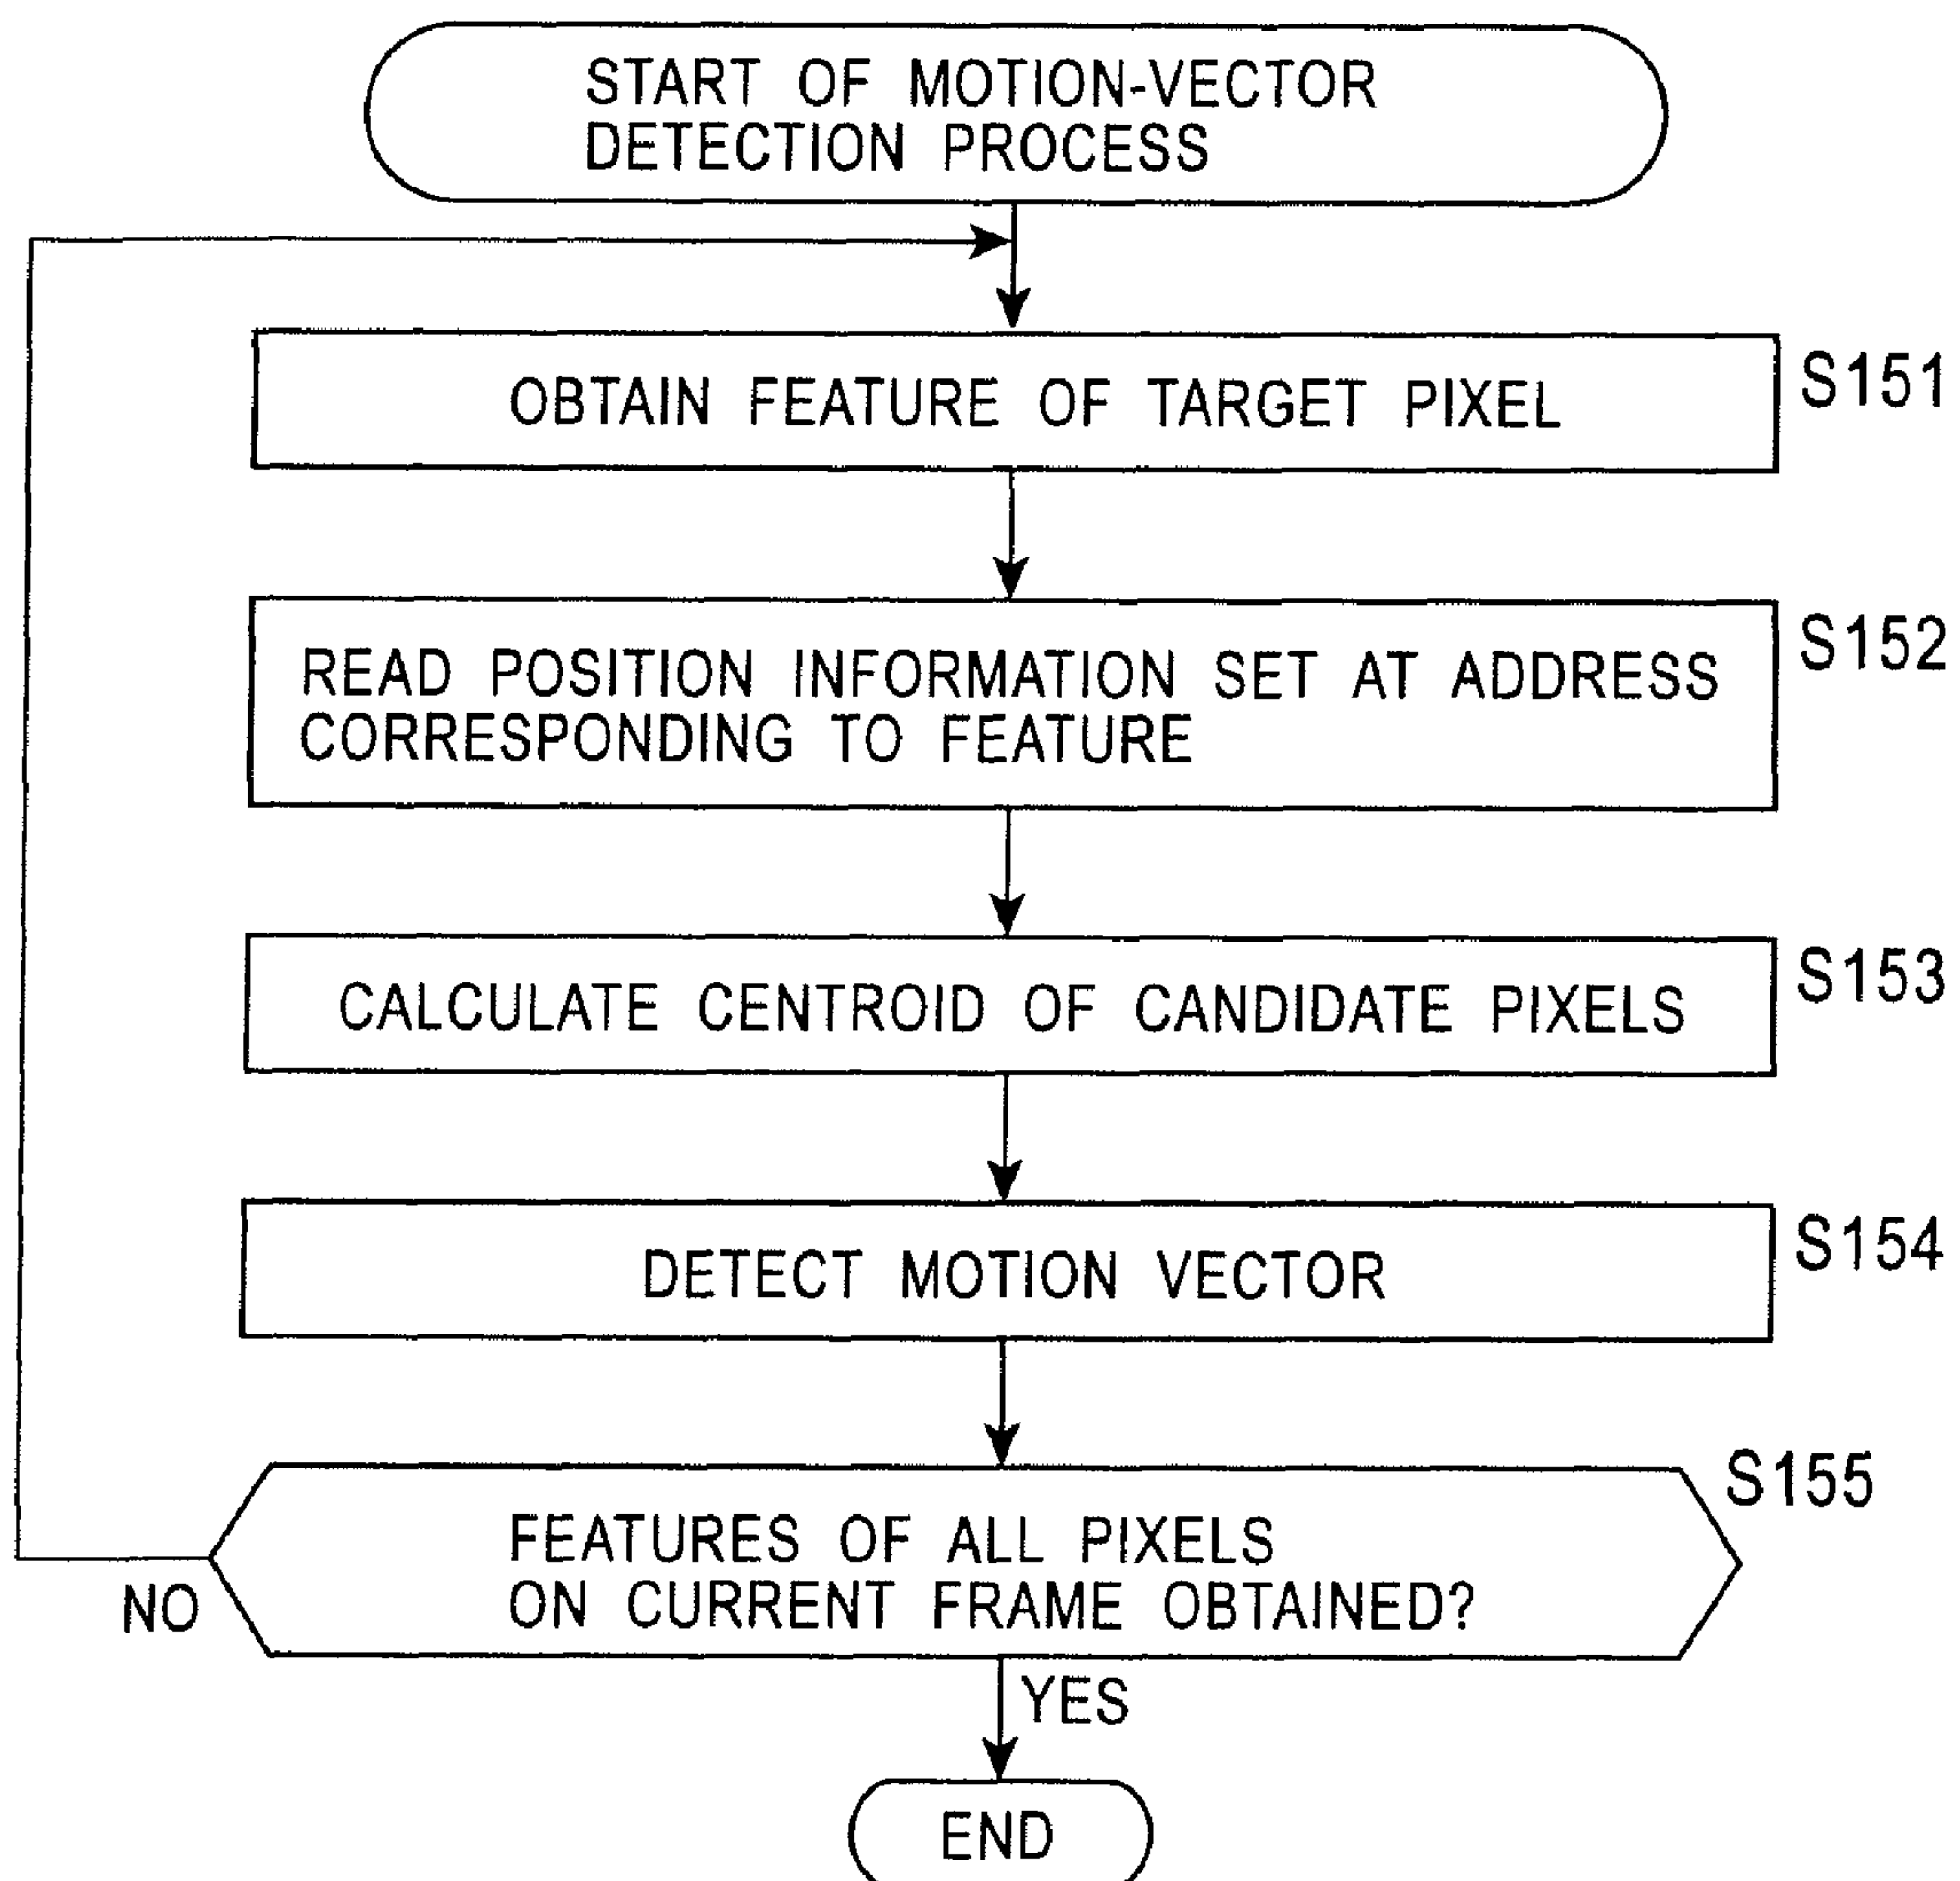 START OF MOTION-VECTOR
DETECTION PROCESS
OBTAIN FEATURE OF TARGET PIXEL
S151
READ POSITION INFORMATION SET AT ADDRESS
CORRESPONDING TO FEATURE
S152
CALCULATE CENTROID OF CANDIDATE PIXELS
S153
DETECT MOTION VECTOR
S154
FEATURES OF ALL PIXELS
ON CURRENT FRAME OBTAINED?
S155
NO
YES
END